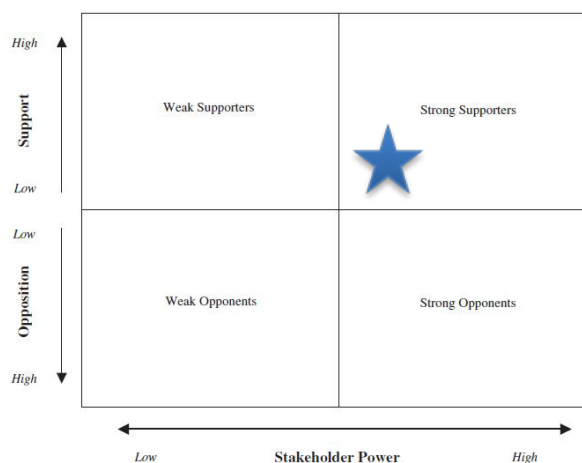 High
Support
Low
Weak Supporters
Strong Supporters
Low
Opposition
High
Weak Opponents
Strong Opponents
Low
Stakeholder Power
High